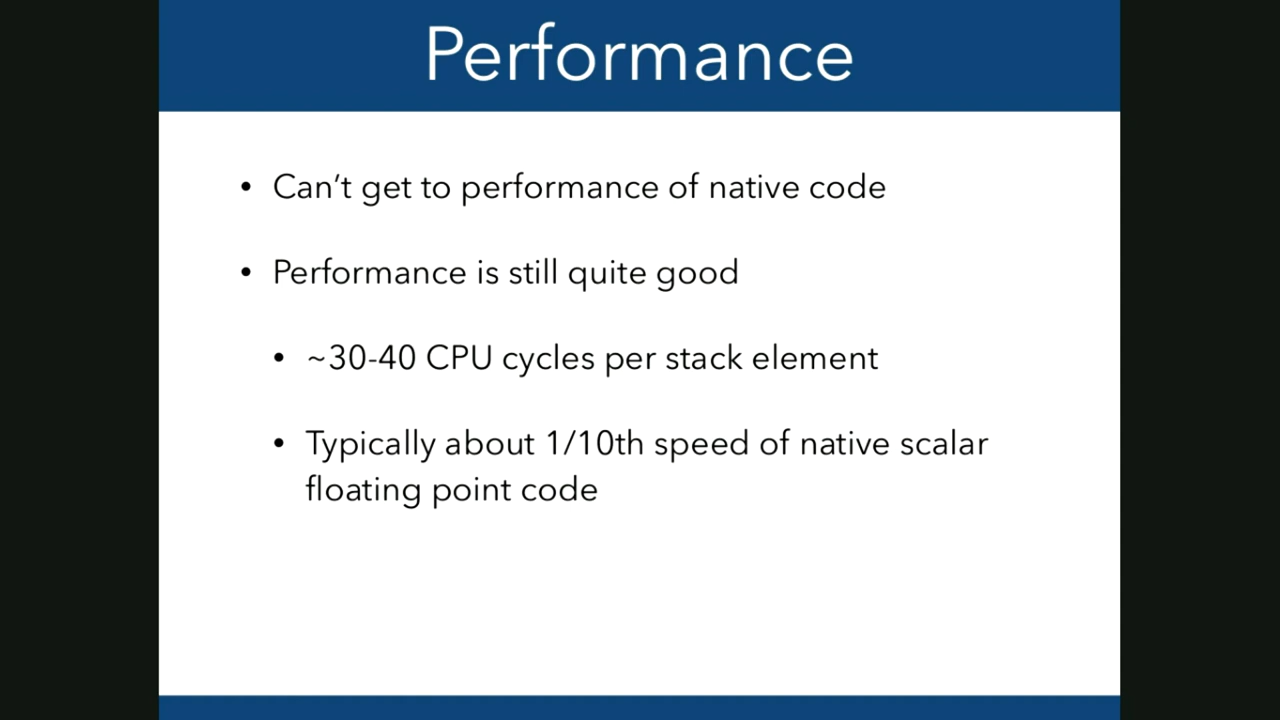 Performance
• Can’t get to performance of native code
• Performance is still quite good
• ~30-40 CPU cycles per stack element
• Typically about 1/10th speed of native scalar
floating point code